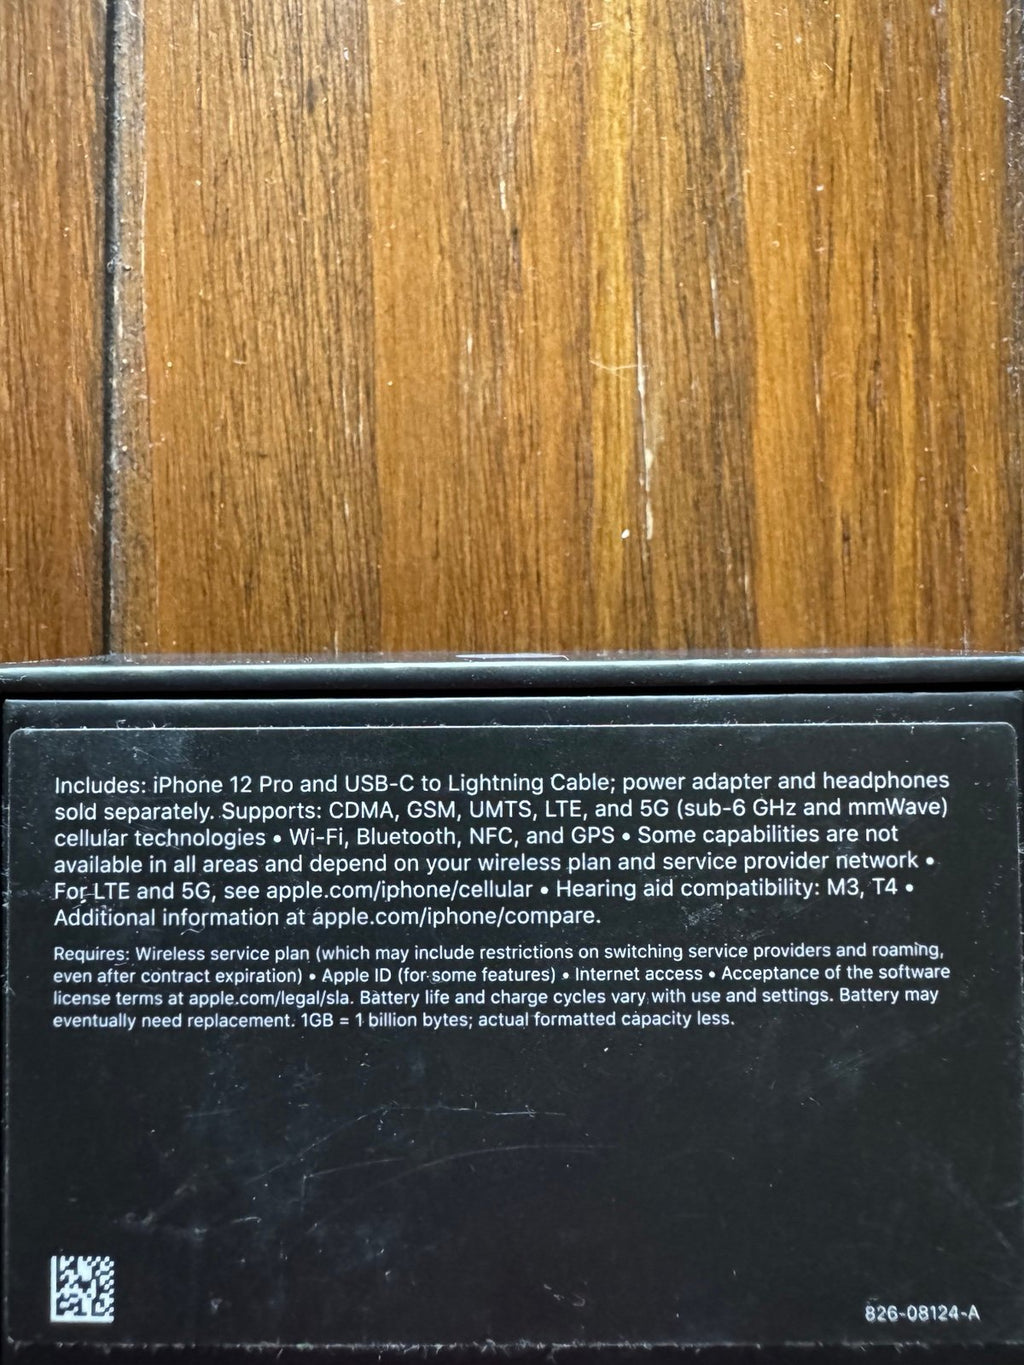 Includes: iPhone 12 Pro and USB-C to Lightning Cable; power adapter and headphones
sold separately. Supports: CDMA, GSM, UMTS, LTE, and 5G (sub-6 GHz and mmWave)
cellular technologies • Wi-Fi, Bluetooth, NFC, and GPS • Some capabilities are not
available in all areas and depend on your wireless plan and service provider network •
For LTE and 5G, see apple.com/iphone/cellular • Hearing aid compatibility: M3, T4 •
Additional information at apple.com/iphone/compare.
Requires: Wireless service plan (which may include restrictions on switching service providers and roaming,
even after contract expiration) • Apple ID (for some features) • Internet access • Acceptance of the software
license terms at apple.com/legal/sla. Battery life and charge cycles vary with use and settings. Battery may
eventually need replacement. 1GB = 1 billion bytes; actual formatted capacity less.
826-08124-A